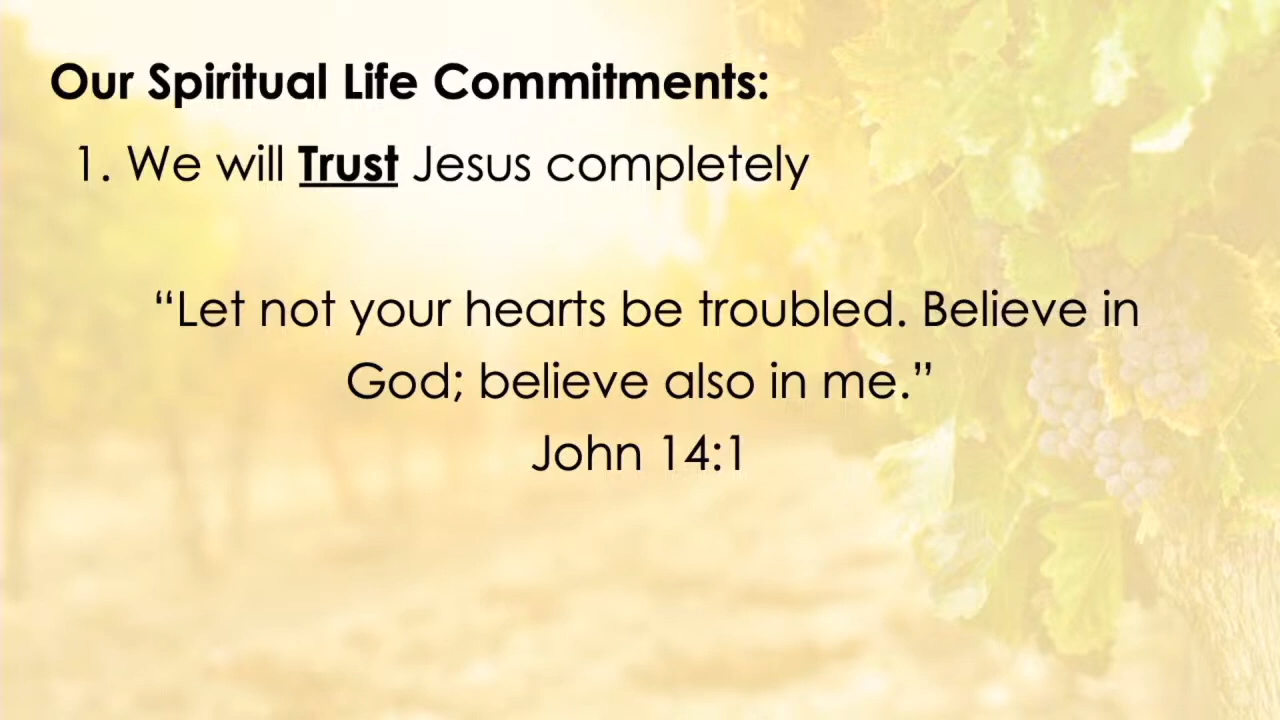 Our Spiritual Life Commitments:
1. We will Trust Jesus completely
“Let not your hearts be troubled. Believe in
God; believe also in me.”
John 14:1